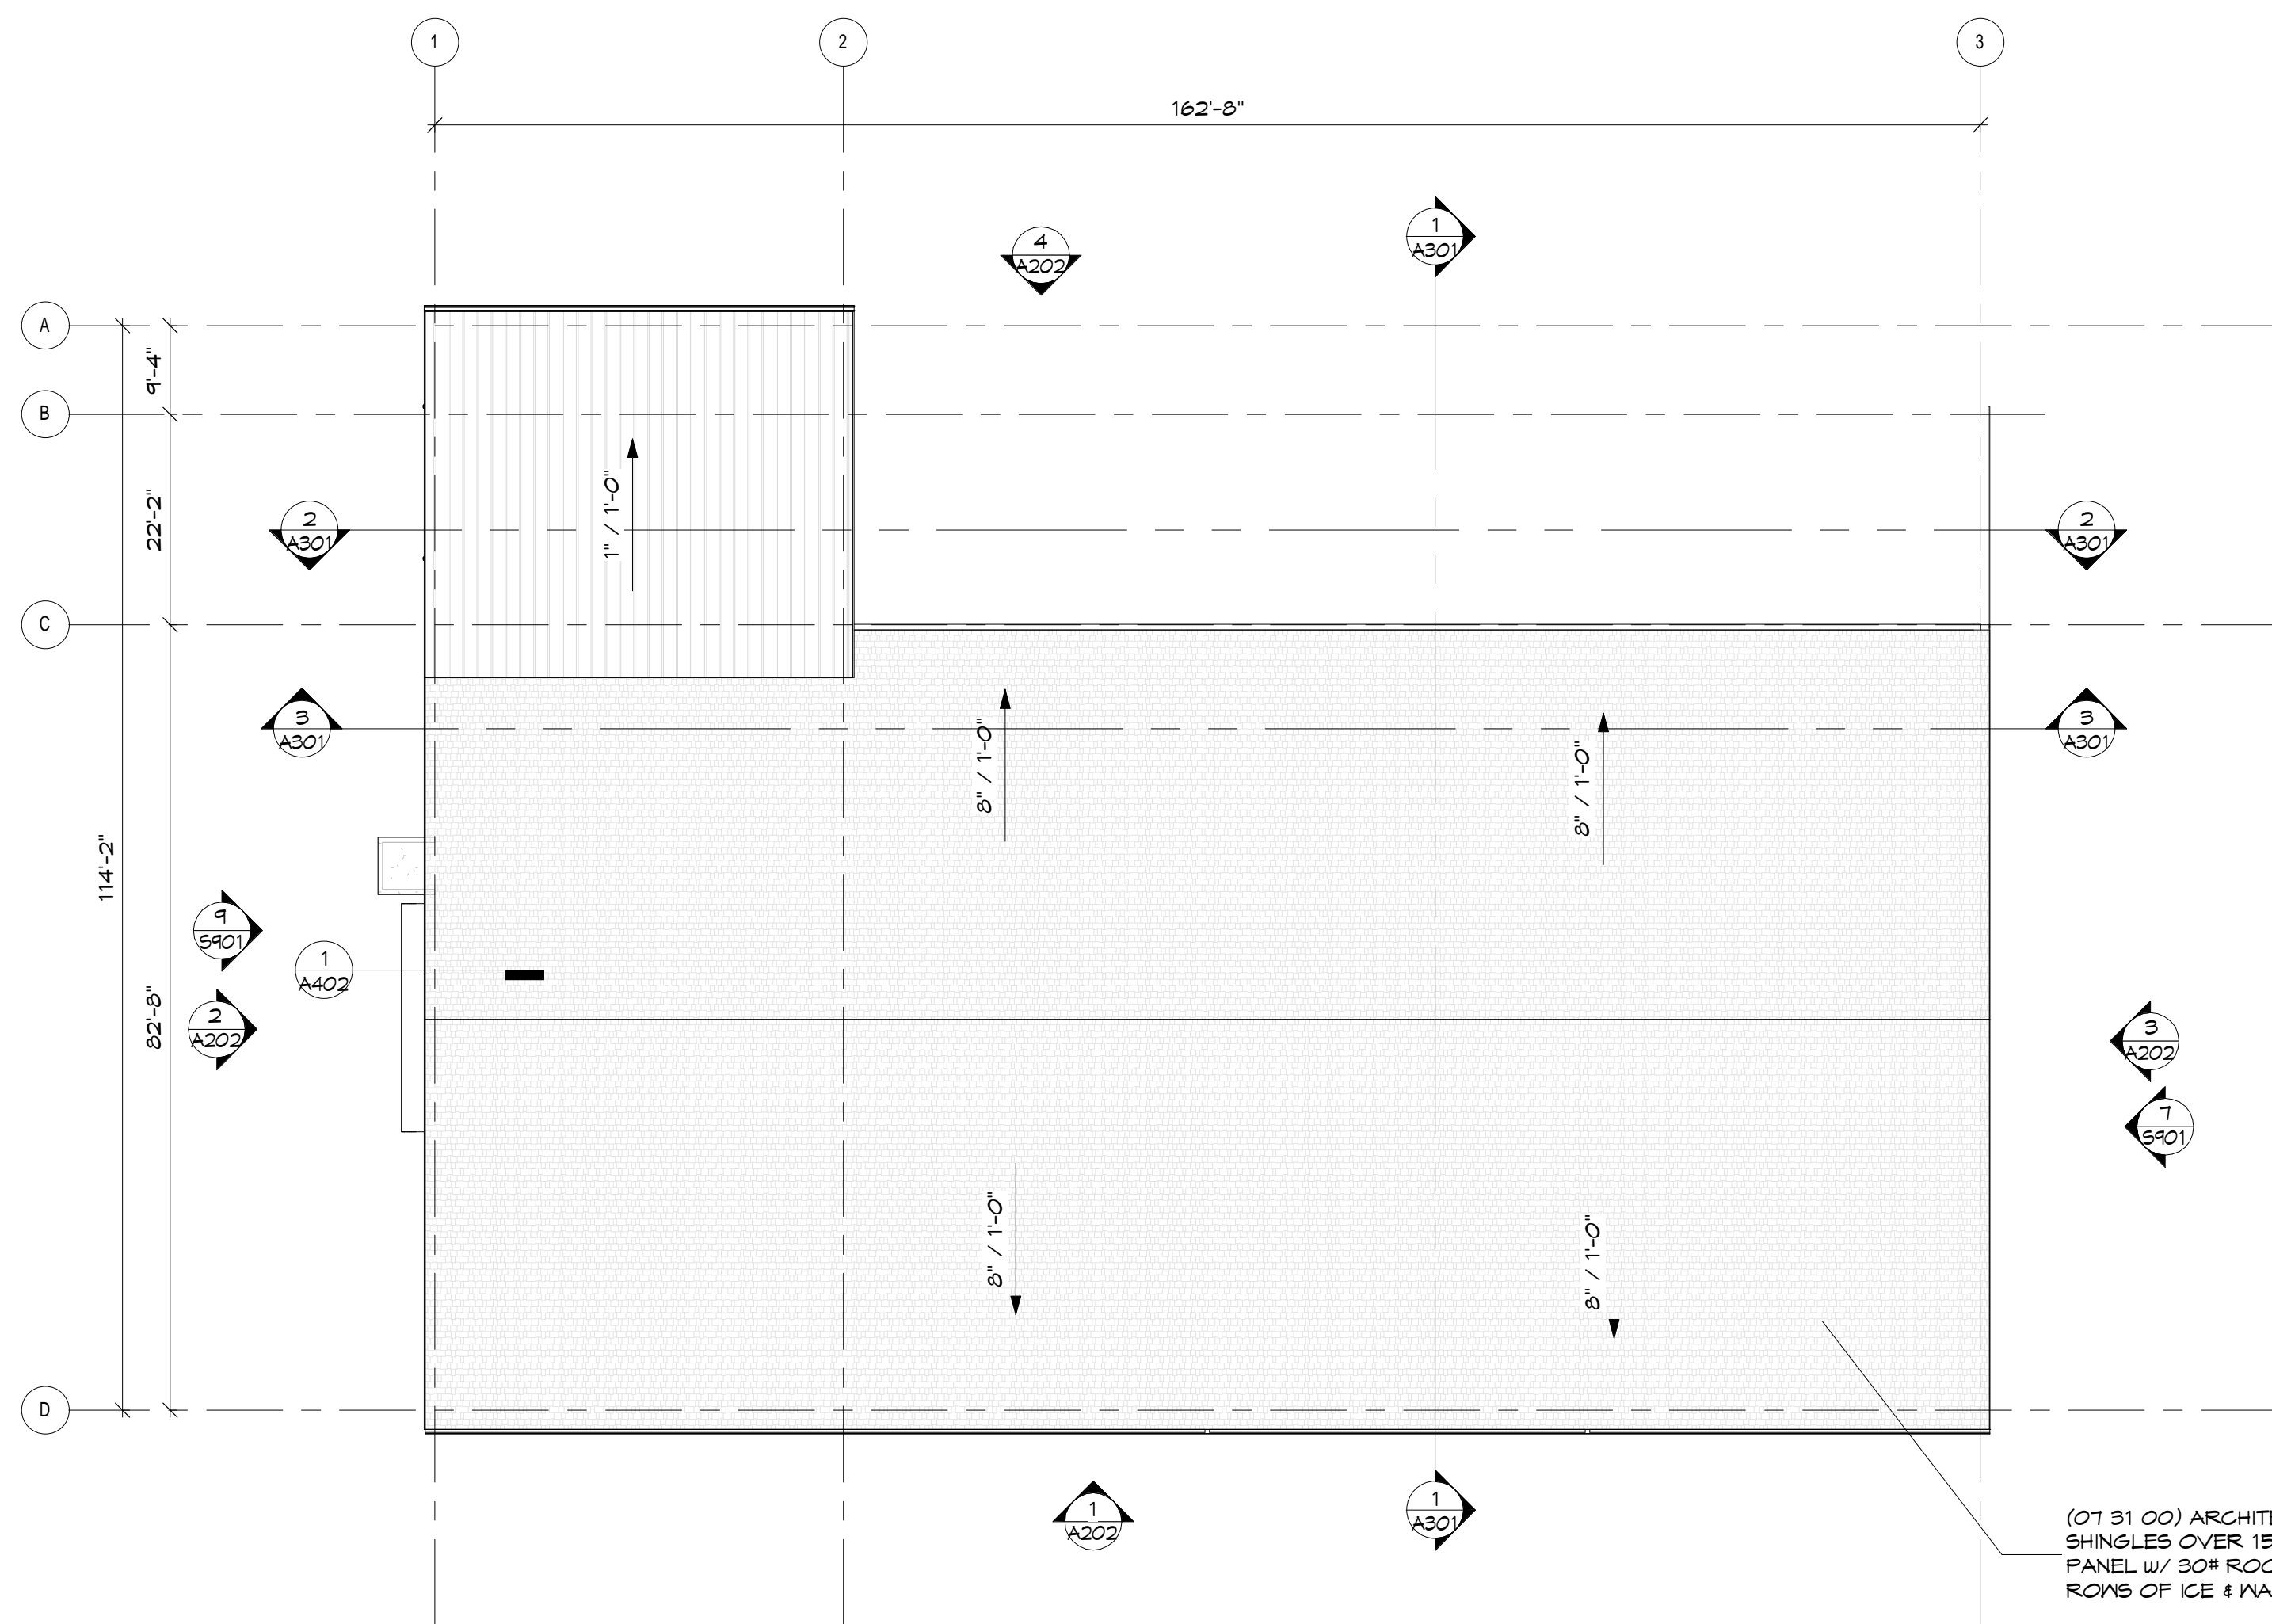 1
2
3
162'-8"
4
A202
1
A301
A
9'-4"
B
22'-2"
1" / 1'-0"
2
A301
2
A301
C
3
A301
8" / 1'-0"
8" / 1'-0"
3
A301
114'-2"
9
S901
1
A402
82'-8"
2
A202
3
A202
7
S901
8" / 1'-0"
8" / 1'-0"
D
1
A202
1
A301
(07 31 00) ARCHITE
SHINGLES OVER 15
PANEL w/ 30# ROO
ROWS OF ICE & WA